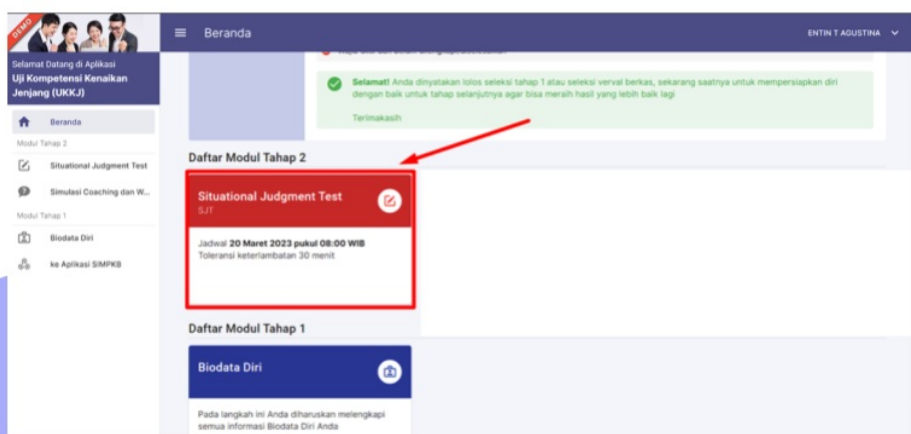 DEMO
Selamat Datang di Aplikasi
Uji Kompetensi Kenaikan
Jenjang (UKKJ)
Beranda
Modul Tahap 2
Situational Judgment Test
Simulasi Coaching dan W...
Modul Tahap 1
Biodata Diri
ke Aplikasi SIMPKB
Beranda
ENTIN T AGUSTINA
Selamat! Anda dinyatakan lolos seleksi tahap 1 atau seleksi verval berkas, sekarang saatnya untuk mempersiapkan diri
dengan baik untuk tahap selanjutnya agar bisa meraih hasil yang lebih baik lagi
Terimakasih
Daftar Modul Tahap 2
Situational Judgment Test
SJT
Jadwal 20 Maret 2023 pukul 08:00 WIB
Toleransi keterlambatan 30 menit
Daftar Modul Tahap 1
Biodata Diri
Pada langkah ini Anda diharuskan melengkapi
semua informasi Biodata Diri Anda